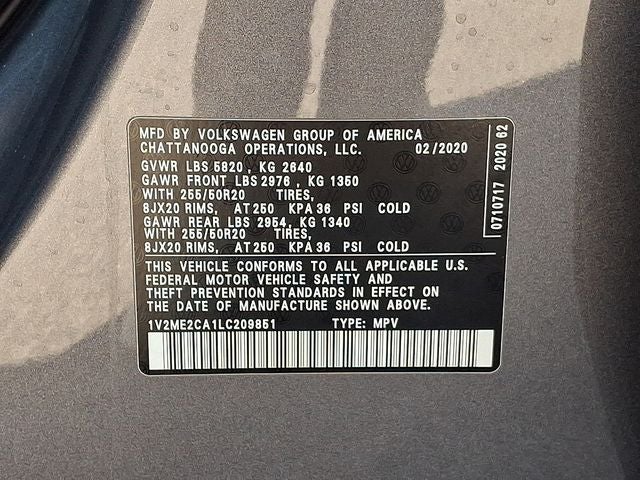 MFD BY VOLKSWAGEN GROUP OF AMERICA
CHATTANOOGA OPERATIONS, LLC. 02/2020
GVWR LBS 5820, KG 2640
GAWR FRONT LBS 2976, KG 1350
WITH 255/50R20 TIRES,
8JX20 RIMS, AT 250 KPA 36 PSI COLD
GAWR REAR LBS 2954, KG 1340
WITH 255/50R20 TIRES,
8JX20 RIMS, AT 250 KPA 36 PSI COLD
THIS VEHICLE CONFORMS TO ALL APPLICABLE U.S.
FEDERAL MOTOR VEHICLE SAFETY AND
THEFT PREVENTION STANDARDS IN EFFECT ON
THE DATE OF MANUFACTURE SHOWN ABOVE.
1V2ME2CA1LC209851 TYPE: MPV
0710717 2020 62